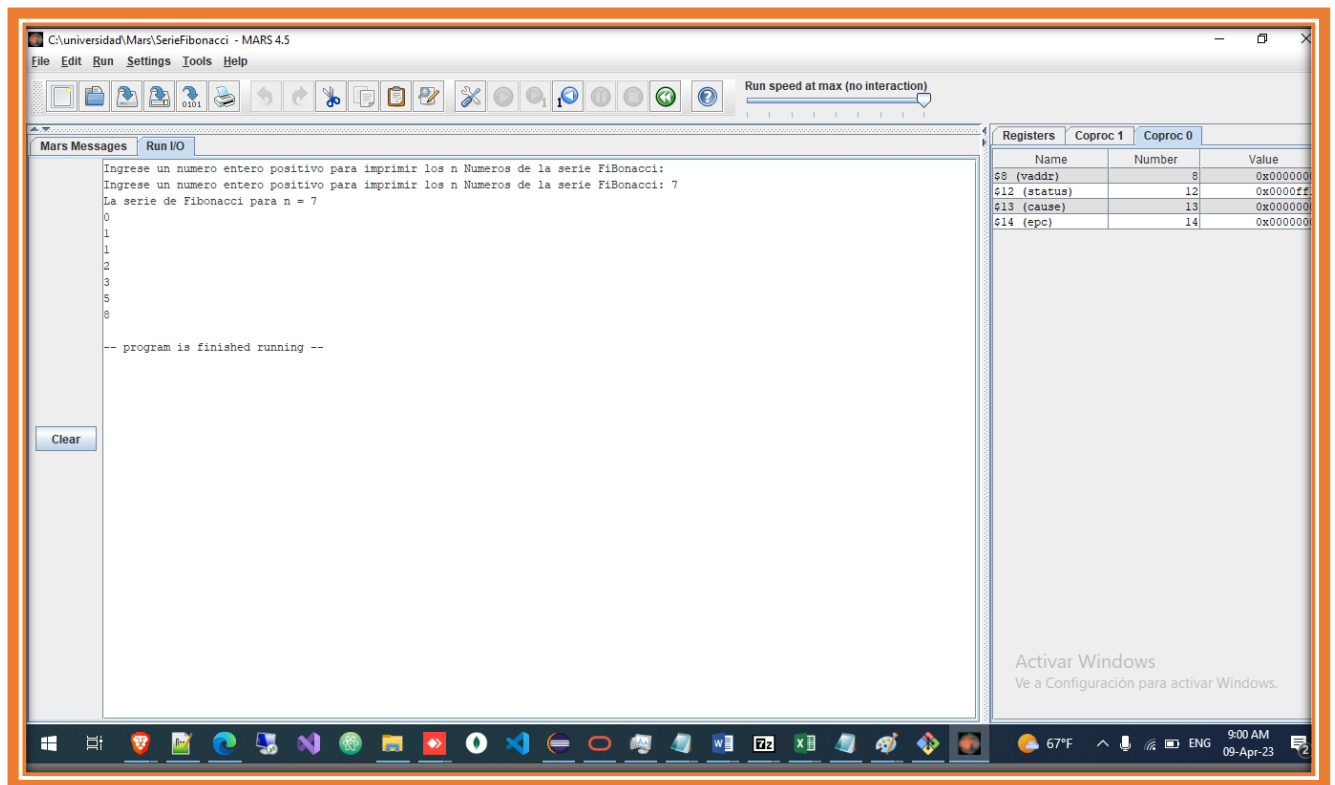 C:\universidad\Mars\SerieFibonacci - MARS 4.5
File Edit Run Settings Tools Help
Run speed at max (no interaction)
Mars Messages Run I/O
Ingrese un numero entero positivo para imprimir los n Numeros de la serie FiBonacci:
Ingrese un numero entero positivo para imprimir los n Numeros de la serie FiBonacci: 7
La serie de Fibonacci para n = 7
0
1
1
2
3
5
8
-- program is finished running --
Clear
Registers Coproc 1 Coproc 0
Name Number Value
$8 (vaddr) 8 0x0000000
$12 (status) 12 0x0000ff
$13 (cause) 13 0x0000000
$14 (epc) 14 0x0000000
Activar Windows
Ve a Configuración para activar Windows.
67°F ENG 9:00 AM
09-Apr-23